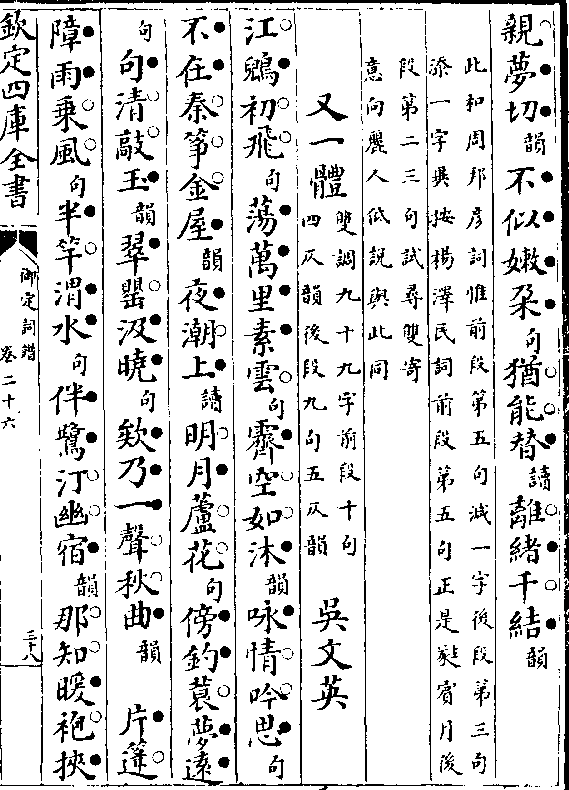 親夢切韻不似嫩朶句猶能替讀離緒千結韻
此和周邦彦詞惟前段第五句減一字後段第三句
添一字異按楊澤民詞前段第五句正是蕤賓月後
段第二三句試尋雙寄
意向麗人低説與此同
又一體 雙調九十九字前段十句 四仄韻後段九句五仄韻 吳文英
江鷁初飛句蕩萬里素雲句霽空如沐韻咏情吟思句
不在秦筝金屋韻夜潮上讀明月蘆花句傍釣蓑夢逺
句句清敲玉韻翠罌汲曉句欸乃一聲秋曲韻 片篷
障雨乗風句半竿渭水句伴鷺汀幽宿韻那知暖袍挾
欽定四庫全書
御定詞譜
卷二十六
三十八